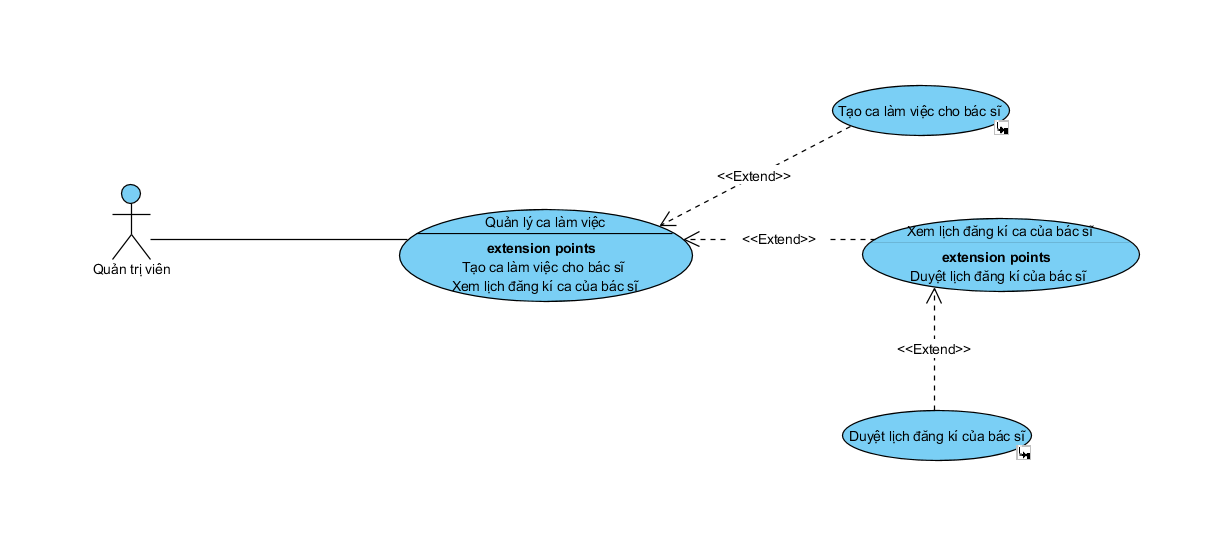 Tạo ca làm việc cho bác sĩ
<<Extend>>
Quản trị viên
Quản lý ca làm việc
extension points
Tạo ca làm việc cho bác sĩ
Xem lịch đăng kí ca của bác sĩ
<<Extend>>
Xem lịch đăng kí ca của bác sĩ
extension points
Duyệt lịch đăng kí của bác sĩ
<<Extend>>
Duyệt lịch đăng kí của bác sĩ